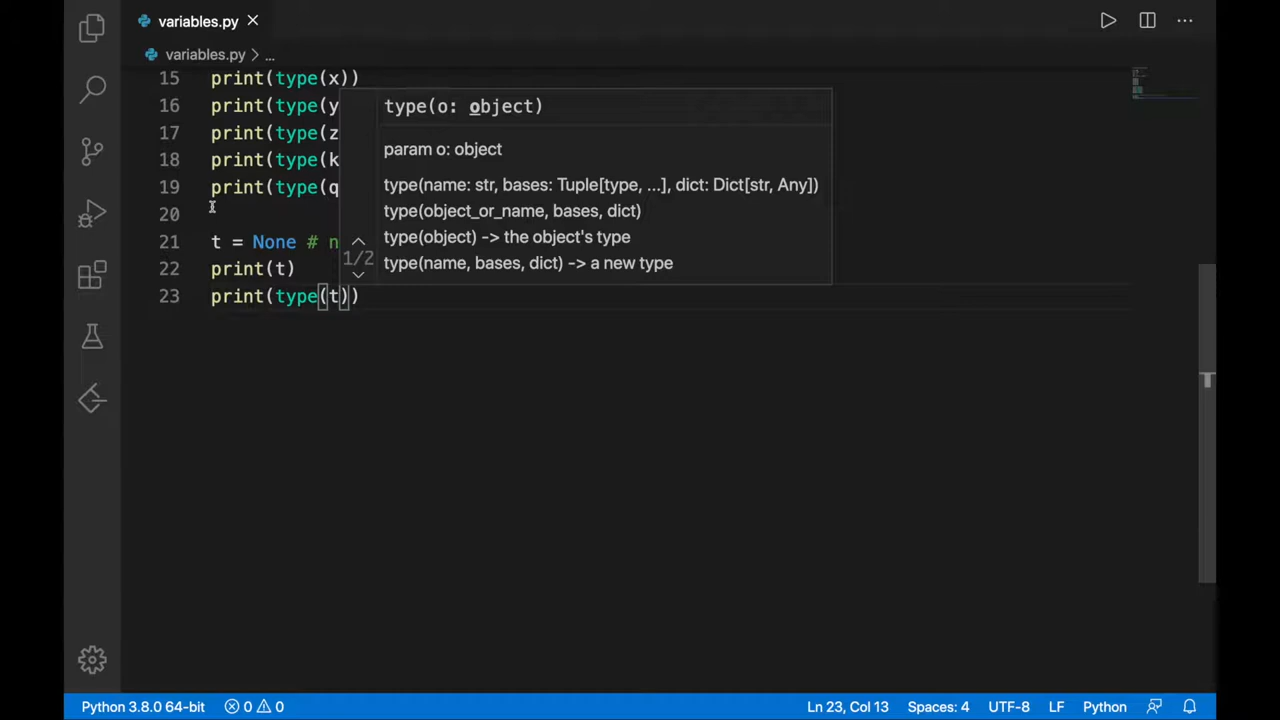 variables.py
variables.py > ...
15 print(type(x))
16 print(type(y
17 print(type(z
18 print(type(k
19 print(type(q
20
21 t = None # n
22 print(t)
23 print(type(t))
type(o: object)
param o: object
type(name: str, bases: Tuple[type, ...], dict: Dict[str, Any])
type(object_or_name, bases, dict)
type(object) -> the object's type
1/2
type(name, bases, dict) -> a new type
Python 3.8.0 64-bit 0 0 Ln 23, Col 13 Spaces: 4 UTF-8 LF Python